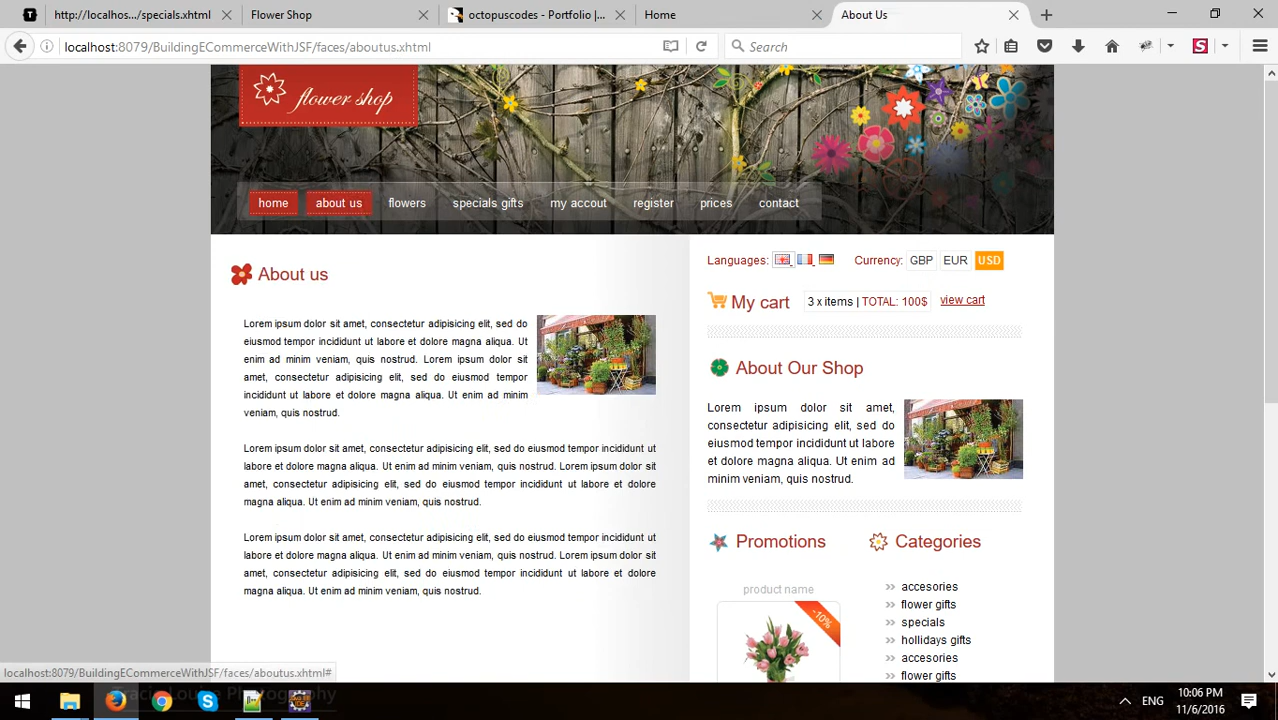 http://localhos.../specials.xhtml
Flower Shop
octopuscodes - Portfolio |...
Home
About Us
localhost:8079/BuildingECommerceWithJSF/faces/aboutus.xhtml
Search
flower shop
home about us flowers specials gifts my accout register prices contact
About us
Lorem ipsum dolor sit amet, consectetur adipisicing elit, sed do
eiusmod tempor incididunt ut labore et dolore magna aliqua. Ut
enim ad minim veniam, quis nostrud. Lorem ipsum dolor sit
amet, consectetur adipisicing elit, sed do eiusmod tempor
incididunt ut labore et dolore magna aliqua. Ut enim ad minim
veniam, quis nostrud.
Lorem ipsum dolor sit amet, consectetur adipisicing elit, sed do eiusmod tempor incididunt ut
labore et dolore magna aliqua. Ut enim ad minim veniam, quis nostrud. Lorem ipsum dolor sit
amet, consectetur adipisicing elit, sed do eiusmod tempor incididunt ut labore et dolore
magna aliqua. Ut enim ad minim veniam, quis nostrud.
Lorem ipsum dolor sit amet, consectetur adipisicing elit, sed do eiusmod tempor incididunt ut
labore et dolore magna aliqua. Ut enim ad minim veniam, quis nostrud. Lorem ipsum dolor sit
amet, consectetur adipisicing elit, sed do eiusmod tempor incididunt ut labore et dolore
magna aliqua. Ut enim ad minim veniam, quis nostrud.
Languages: Currency: GBP EUR USD
My cart 3 x items | TOTAL: 100$ view cart
About Our Shop
Lorem ipsum dolor sit amet,
consectetur adipisicing elit, sed do
eiusmod tempor incididunt ut labore
et dolore magna aliqua. Ut enim ad
minim veniam, quis nostrud.
Promotions
product name
-10%
Categories
accesories
flower gifts
specials
hollidays gifts
accesories
flower gifts
localhost:8079/BuildingECommerceWithJSF/faces/aboutus.xhtml#
Photography
ENG
10:06 PM
11/6/2016